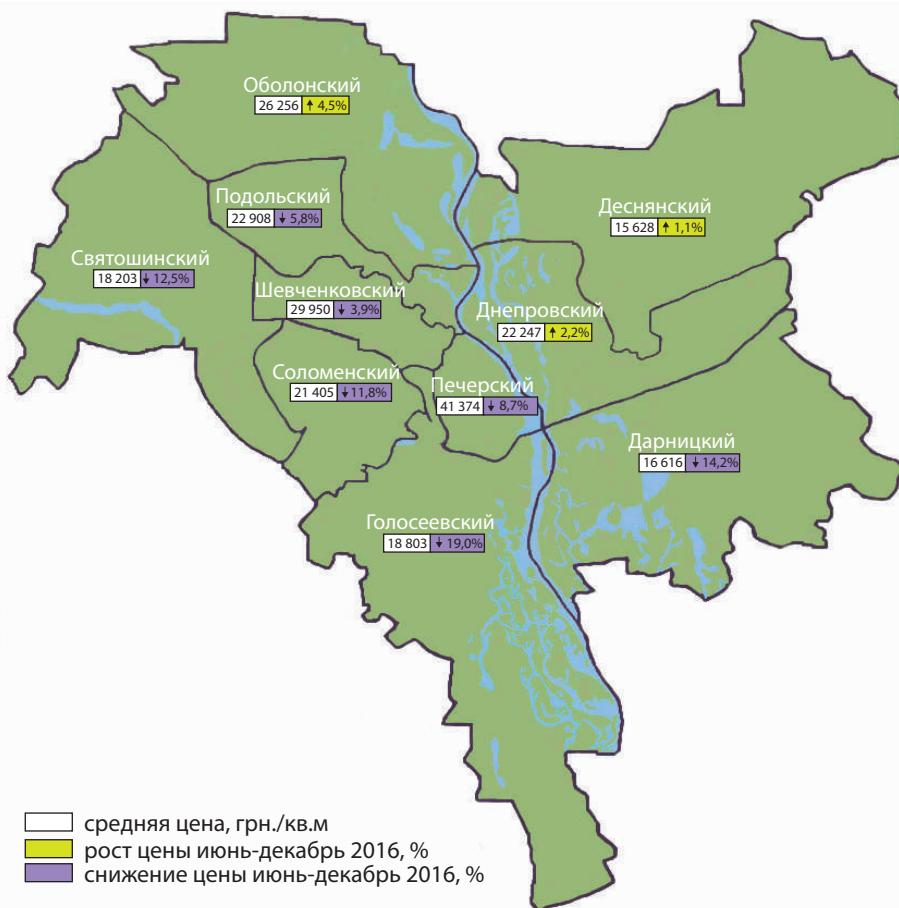 Оболонский
26 256 ↑ 4,5%
Подольский
22 908 ↓ 5,8%
Деснянский
15 628 ↑ 1,1%
Святошинский
18 203 ↓ 12,5%
Шевченковский
29 950 ↓ 3,9%
Днепровский
22 247 ↑ 2,2%
Соломенский
21 405 ↓ 11,8%
Печерский
41 374 ↓ 8,7%
Дарницкий
16 616 ↓ 14,2%
Голосеевский
18 803 ↓ 19,0%
средняя цена, грн./кв.м
рост цены июнь-декабрь 2016, %
снижение цены июнь-декабрь 2016, %